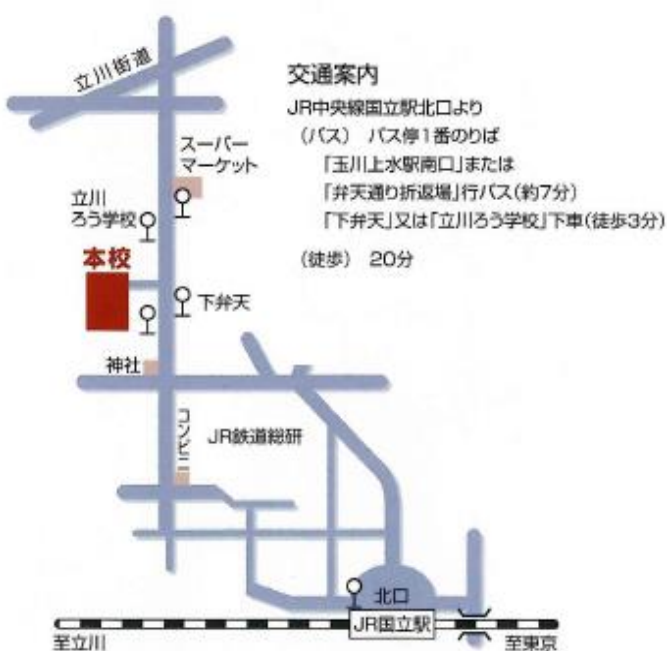 立川街道
交通案内
JR中央線国立駅北口より
(バス) バス停1番のりば
「玉川上水駅南口」または
「弁天通り折返場」行バス(約7分)
「下弁天」又は「立川ろう学校」下車(徒歩3分)
(徒歩) 20分
スーパー
マーケット
立川
ろう学校
本校
下弁天
神社
コンビニ
JR鉄道総研
北口
JR国立駅
至立川
至東京